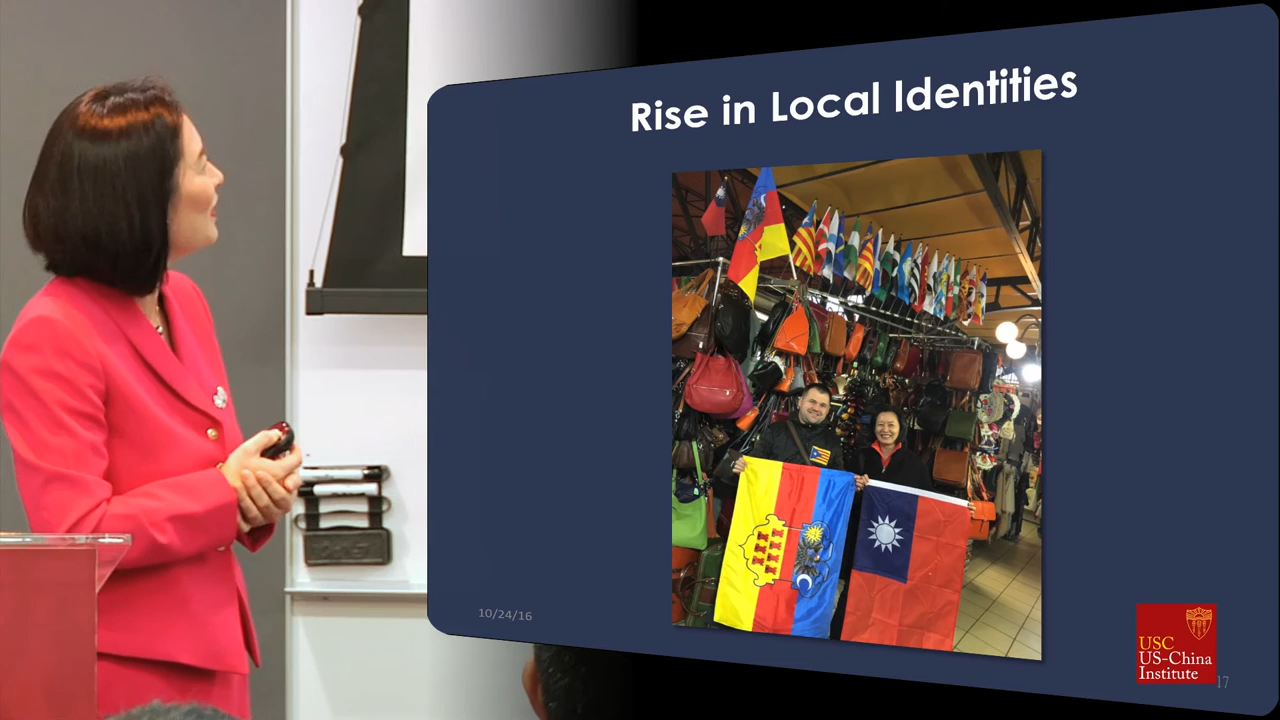 Rise in Local Identities
10/24/16
USC
US-China
Institute
17